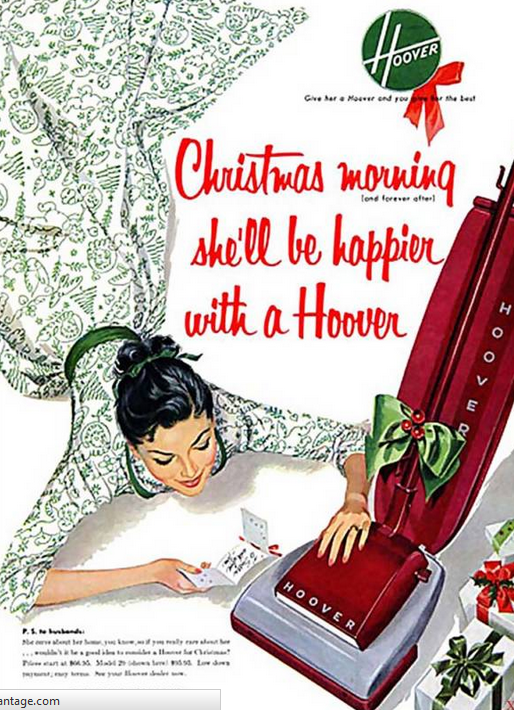 HOOVER
Give her a Hoover and you give her the best
Christmas morning
(and forever after)
she'll be happier
with a Hoover
HOOVER
HOOVER
P. S. to husbands:
She cares about her home, you know, so if you really care about her
. . . wouldn't it be a good idea to consider a Hoover for Christmas?
Prices start at $66.95. Model 29 (shown here) $95.95. Low down
payment; easy terms. See your Hoover dealer now.
antage.com